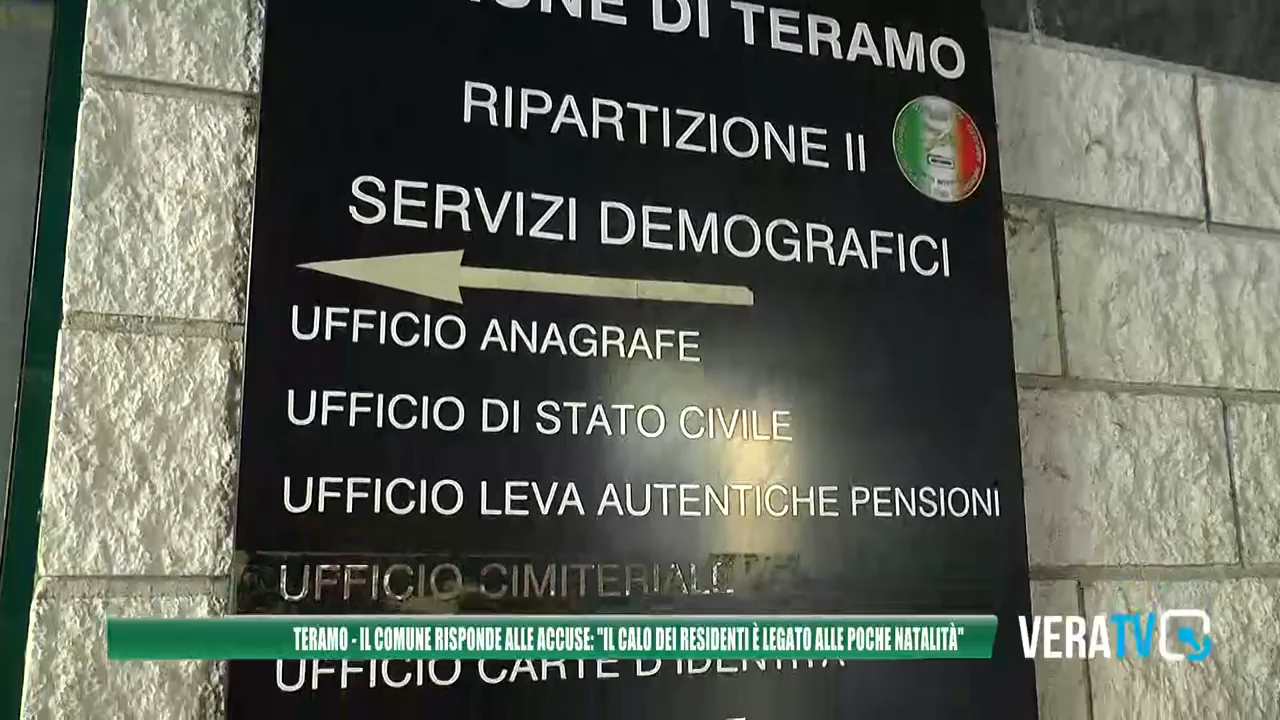 UNE DI TERAMO
RIPARTIZIONE II
SERVIZI DEMOGRAFICI
UFFICIO ANAGRAFE
UFFICIO DI STATO CIVILE
UFFICIO LEVA AUTENTICHE PENSIONI
UFFICIO CIMITERIALE
TERAMO - IL COMUNE RISPONDE ALLE ACCUSE: "IL CALO DEI RESIDENTI È LEGATO ALLE POCHE NATALITÀ"
VERATV
UFFICIO CARTE D'IDENTITÀ